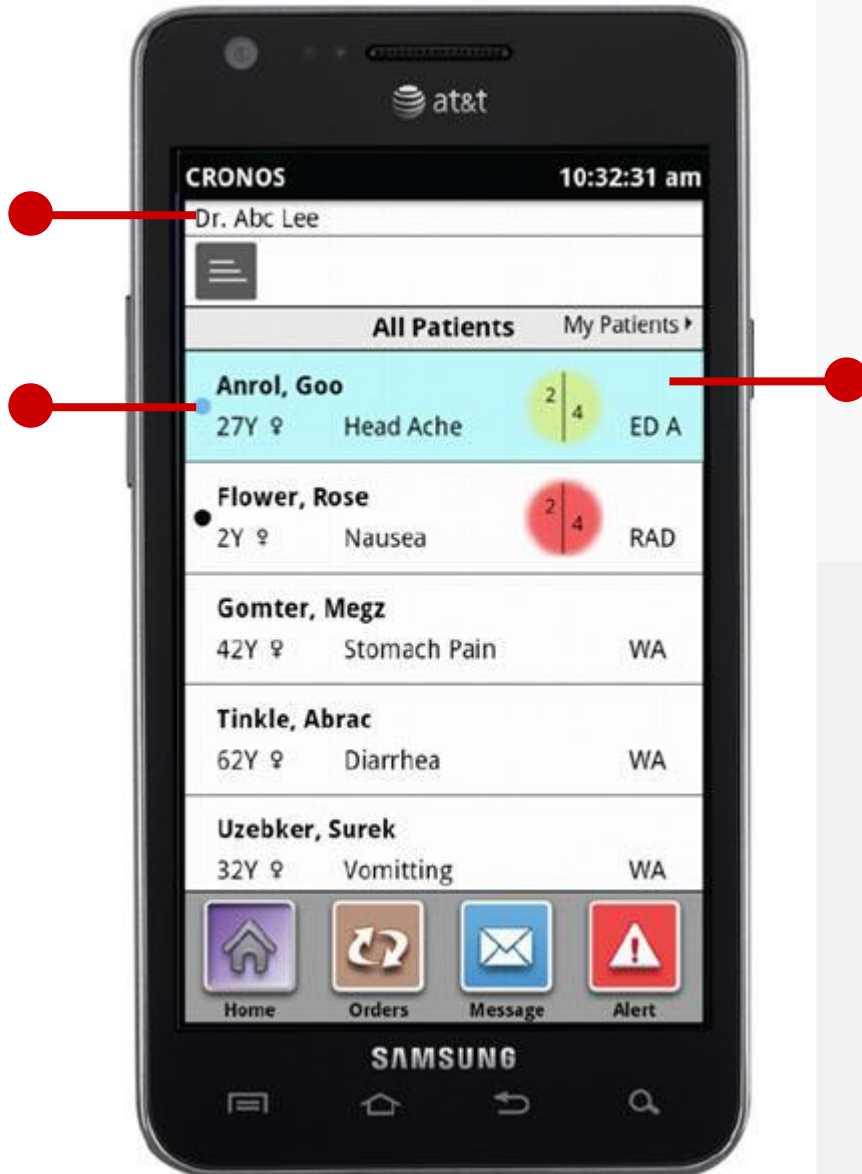 at&t
CRONOS 10:32:31 am
Dr. Abc Lee
All Patients My Patients
Anrol, Goo
27Y ♀ Head Ache 2 4 ED A
Flower, Rose
2Y ♀ Nausea 2 4 RAD
Gomter, Megz
42Y ♀ Stomach Pain WA
Tinkle, Abrac
62Y ♀ Diarrhea WA
Uzebker, Surek
32Y ♀ Vomitting WA
Home Orders Message Alert
SAMSUNG